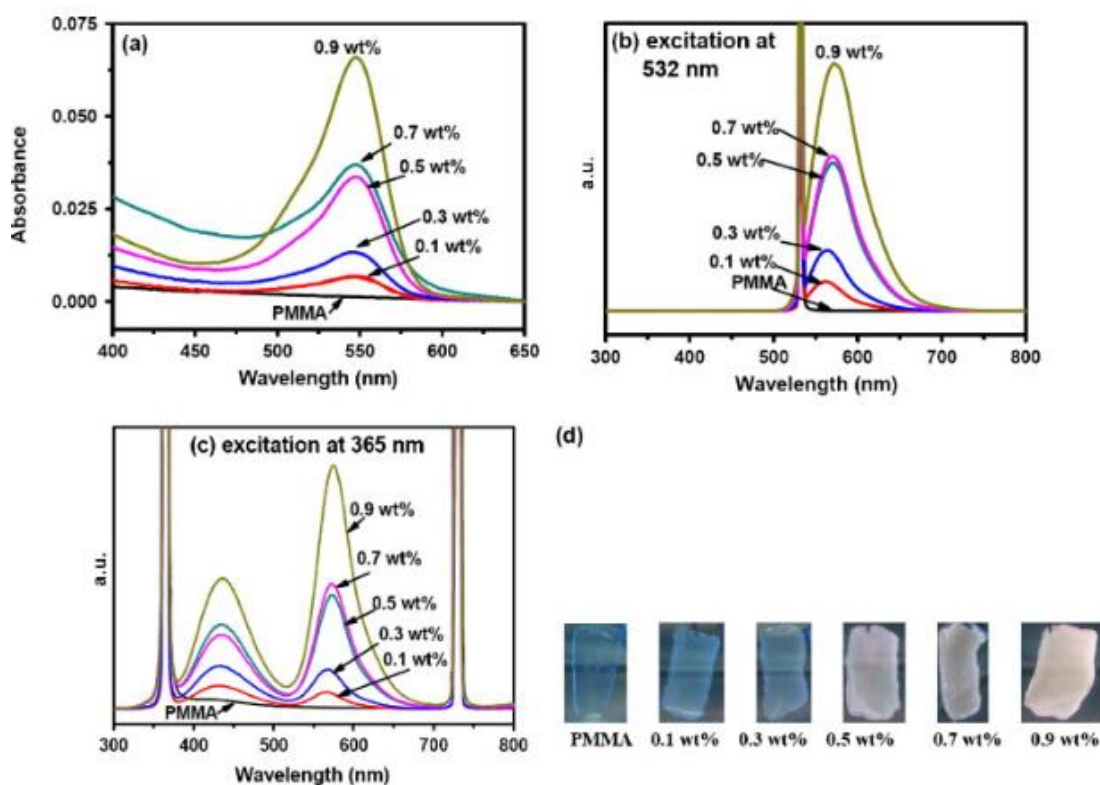 (a)
0.9 wt%
0.7 wt%
0.5 wt%
0.3 wt%
0.1 wt%
PMMA
0.075
0.050
0.025
0.000
Absorbance
400 450 500 550 600 650
Wavelength (nm)
(b) excitation at
532 nm
0.9 wt%
0.7 wt%
0.5 wt%
0.3 wt%
0.1 wt%
PMMA
a.u.
300 400 500 600 700 800
Wavelength (nm)
(c) excitation at 365 nm
0.9 wt%
0.7 wt%
0.5 wt%
0.3 wt%
0.1 wt%
PMMA
a.u.
300 400 500 600 700 800
Wavelength (nm)
(d)
PMMA 0.1 wt% 0.3 wt% 0.5 wt% 0.7 wt% 0.9 wt%